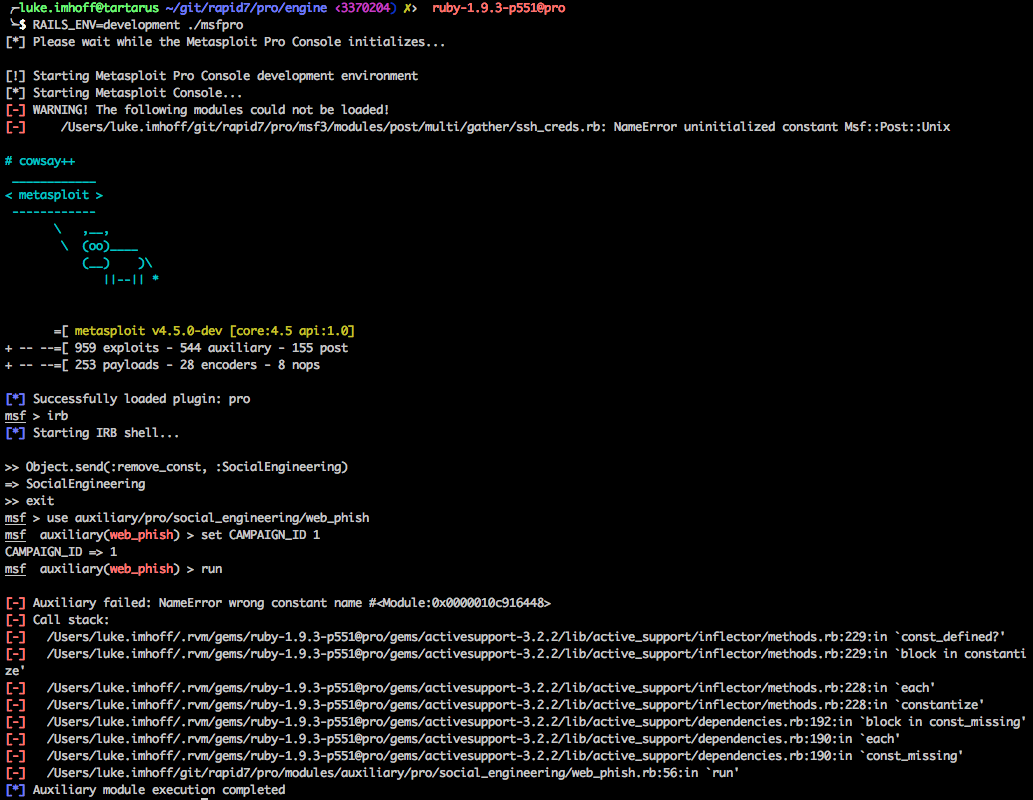 ╭─luke.imhoff@tartarus ~/git/rapid7/pro/engine ‹3370204› ✗› ruby-1.9.3-p551@pro
╰─$ RAILS_ENV=development ./msfpro
[*] Please wait while the Metasploit Pro Console initializes...
[!] Starting Metasploit Pro Console development environment
[*] Starting Metasploit Console...
[-] WARNING! The following modules could not be loaded!
[-]     /Users/luke.imhoff/git/rapid7/pro/msf3/modules/post/multi/gather/ssh_creds.rb: NameError uninitialized constant Msf::Post::Unix
# cowsay++
 ____________
< metasploit >
 ------------
       \   ,__,
        \  (oo)____
           (__)    )\
              ||--|| *
       =[ metasploit v4.5.0-dev [core:4.5 api:1.0]
+ -- --=[ 959 exploits - 544 auxiliary - 155 post
+ -- --=[ 253 payloads - 28 encoders - 8 nops
[*] Successfully loaded plugin: pro
msf > irb
[*] Starting IRB shell...
>> Object.send(:remove_const, :SocialEngineering)
=> SocialEngineering
>> exit
msf > use auxiliary/pro/social_engineering/web_phish
msf  auxiliary(web_phish) > set CAMPAIGN_ID 1
CAMPAIGN_ID => 1
msf  auxiliary(web_phish) > run
[-] Auxiliary failed: NameError wrong constant name #<Module:0x0000010c916448>
[-] Call stack:
[-]   /Users/luke.imhoff/.rvm/gems/ruby-1.9.3-p551@pro/gems/activesupport-3.2.2/lib/active_support/inflector/methods.rb:229:in `const_defined?'
[-]   /Users/luke.imhoff/.rvm/gems/ruby-1.9.3-p551@pro/gems/activesupport-3.2.2/lib/active_support/inflector/methods.rb:229:in `block in constanti
ze'
[-]   /Users/luke.imhoff/.rvm/gems/ruby-1.9.3-p551@pro/gems/activesupport-3.2.2/lib/active_support/inflector/methods.rb:228:in `each'
[-]   /Users/luke.imhoff/.rvm/gems/ruby-1.9.3-p551@pro/gems/activesupport-3.2.2/lib/active_support/inflector/methods.rb:228:in `constantize'
[-]   /Users/luke.imhoff/.rvm/gems/ruby-1.9.3-p551@pro/gems/activesupport-3.2.2/lib/active_support/dependencies.rb:192:in `block in const_missing'
[-]   /Users/luke.imhoff/.rvm/gems/ruby-1.9.3-p551@pro/gems/activesupport-3.2.2/lib/active_support/dependencies.rb:190:in `each'
[-]   /Users/luke.imhoff/.rvm/gems/ruby-1.9.3-p551@pro/gems/activesupport-3.2.2/lib/active_support/dependencies.rb:190:in `const_missing'
[-]   /Users/luke.imhoff/git/rapid7/pro/modules/auxiliary/pro/social_engineering/web_phish.rb:56:in `run'
[*] Auxiliary module execution completed